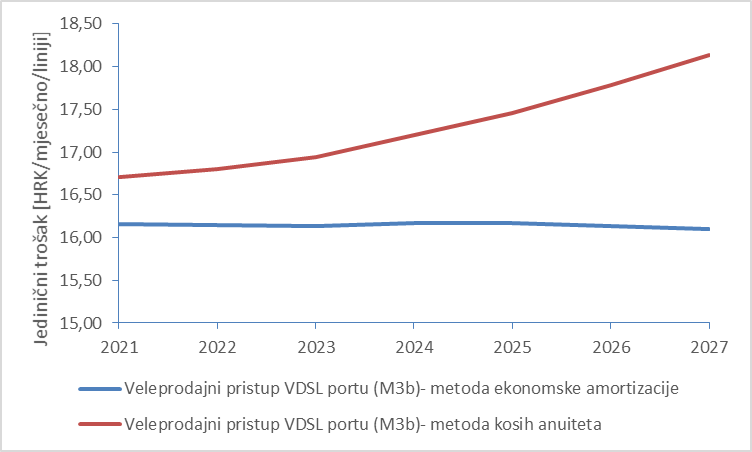 Jedinični trošak [HRK/mjesečno/liniji]
18,50
18,00
17,50
17,00
16,50
16,00
15,50
15,00
2021 2022 2023 2024 2025 2026 2027
Veleprodajni pristup VDSL portu (M3b)- metoda ekonomske amortizacije
Veleprodajni pristup VDSL portu (M3b)- metoda kosih anuiteta